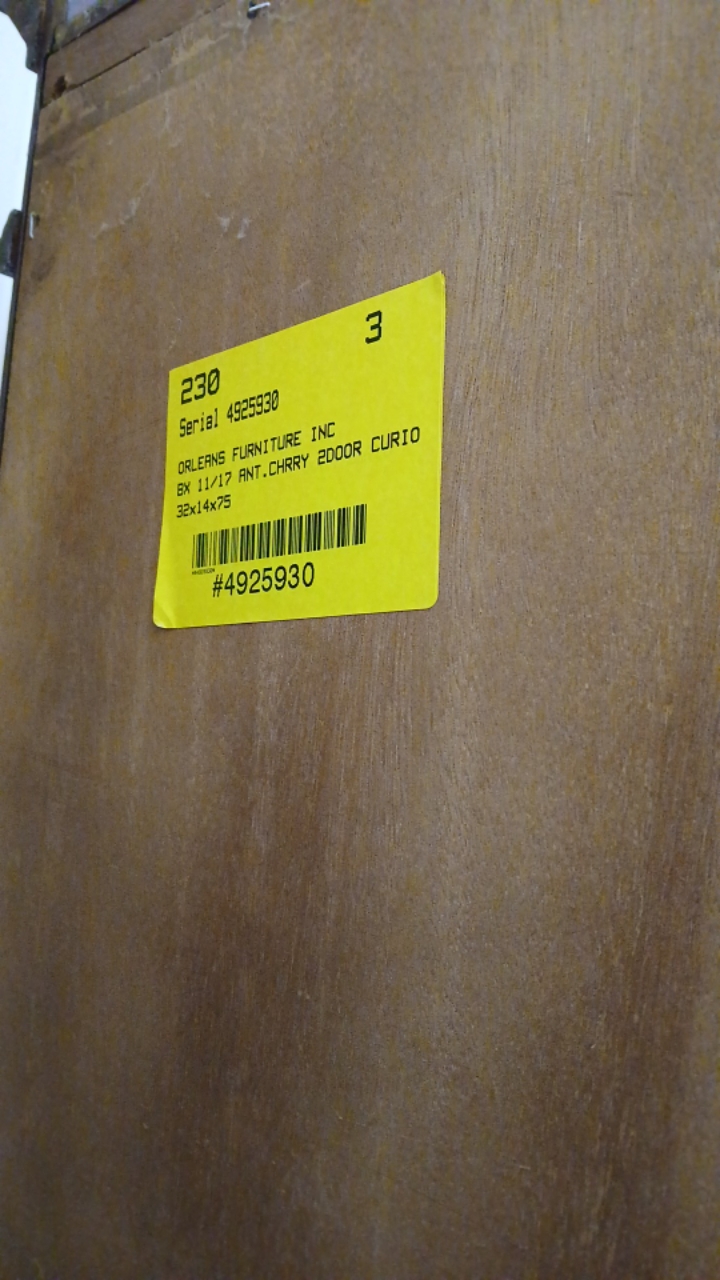 230 3
Serial 4925930
ORLEANS FURNITURE INC
BX 11/17 ANT.CHRRY 2DOOR CURIO
32x14x75
#4925930